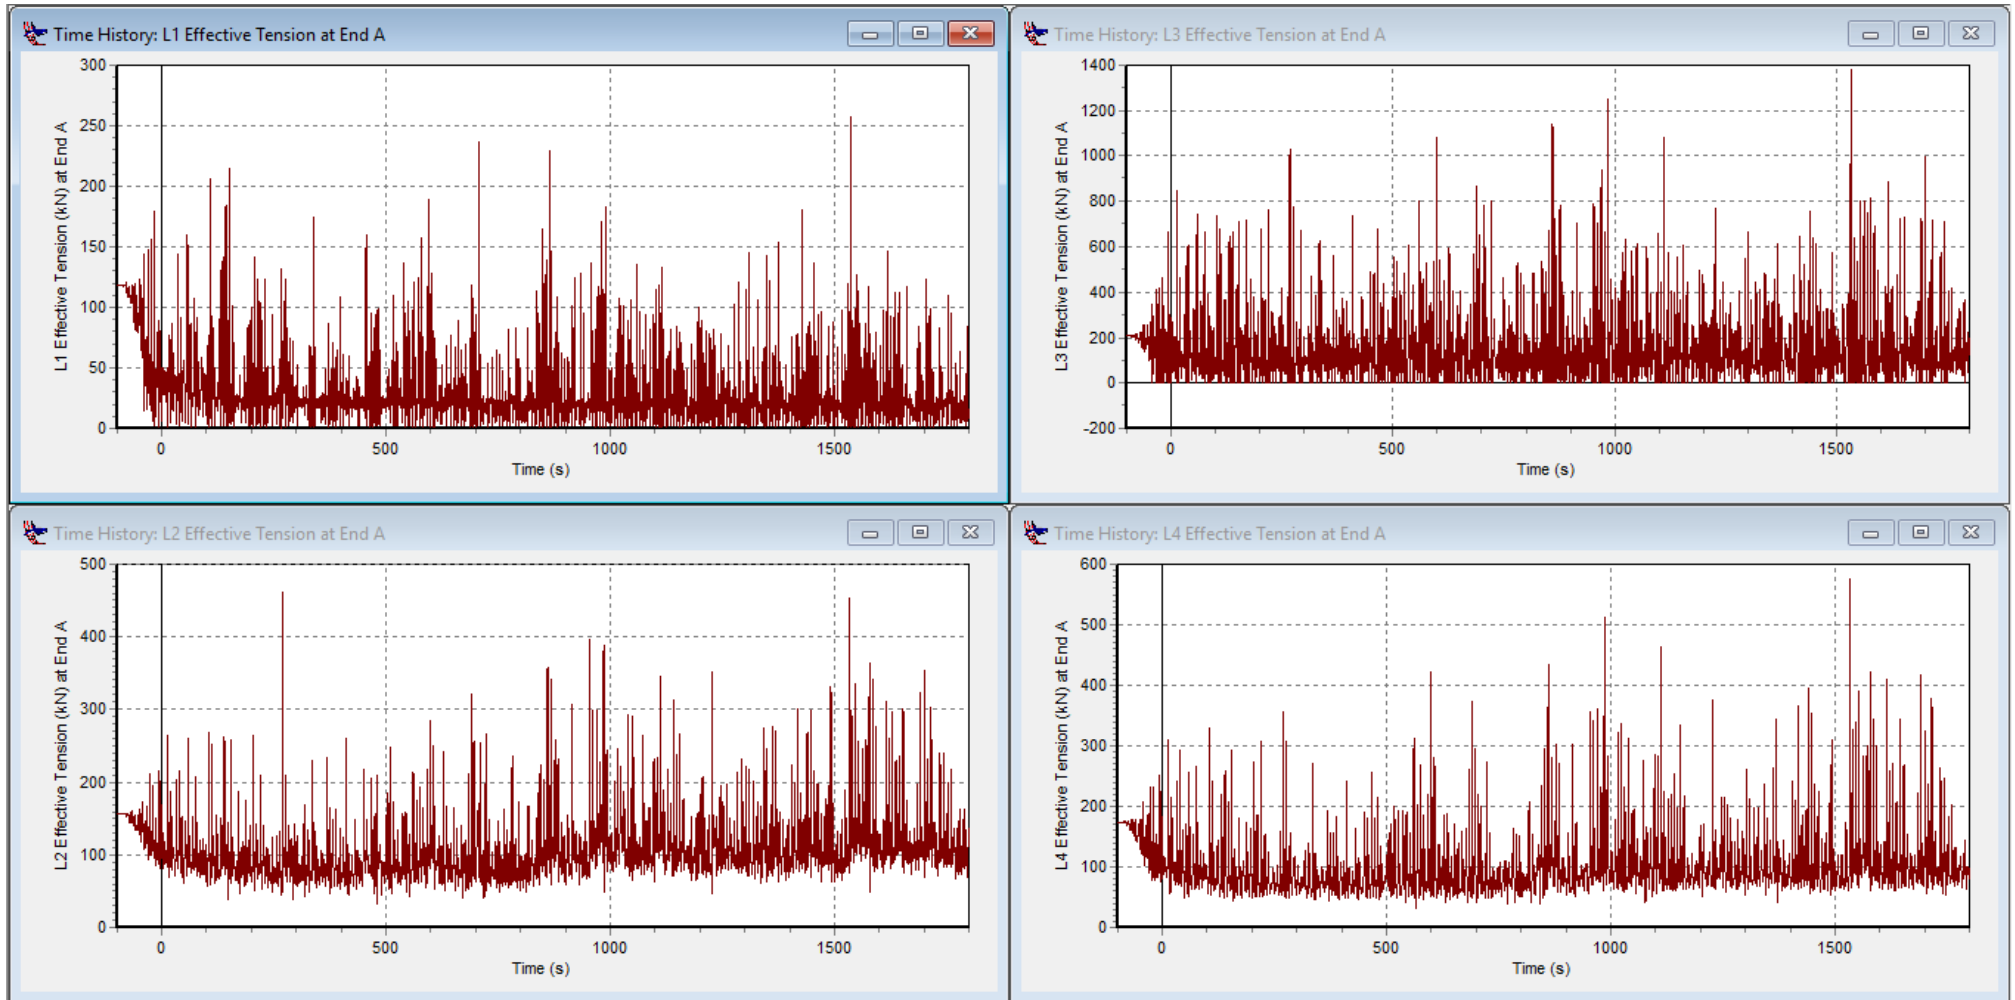 Time History: L1 Effective Tension at End A
L1 Effective Tension (kN) at End A
300
250
200
150
100
50
0
0 500 1000 1500
Time (s)
Time History: L3 Effective Tension at End A
L3 Effective Tension (kN) at End A
1400
1200
1000
800
600
400
200
0
-200
0 500 1000 1500
Time (s)
Time History: L2 Effective Tension at End A
L2 Effective Tension (kN) at End A
500
400
300
200
100
0
0 500 1000 1500
Time (s)
Time History: L4 Effective Tension at End A
L4 Effective Tension (kN) at End A
600
500
400
300
200
100
0
0 500 1000 1500
Time (s)